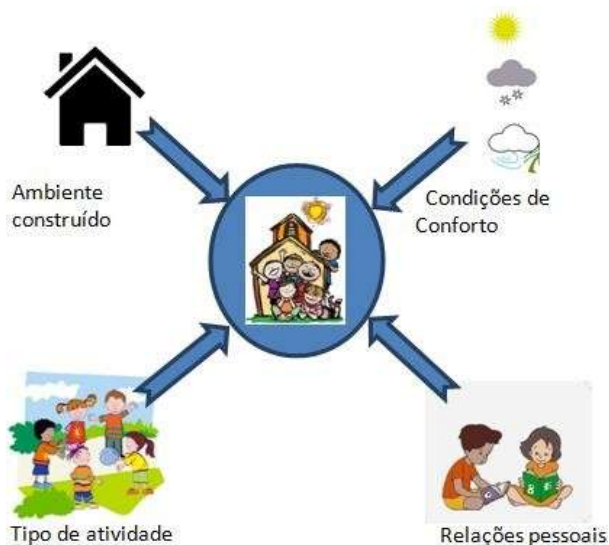 Ambiente
construído
Condições de
Conforto
Tipo de atividade
Relações pessoais